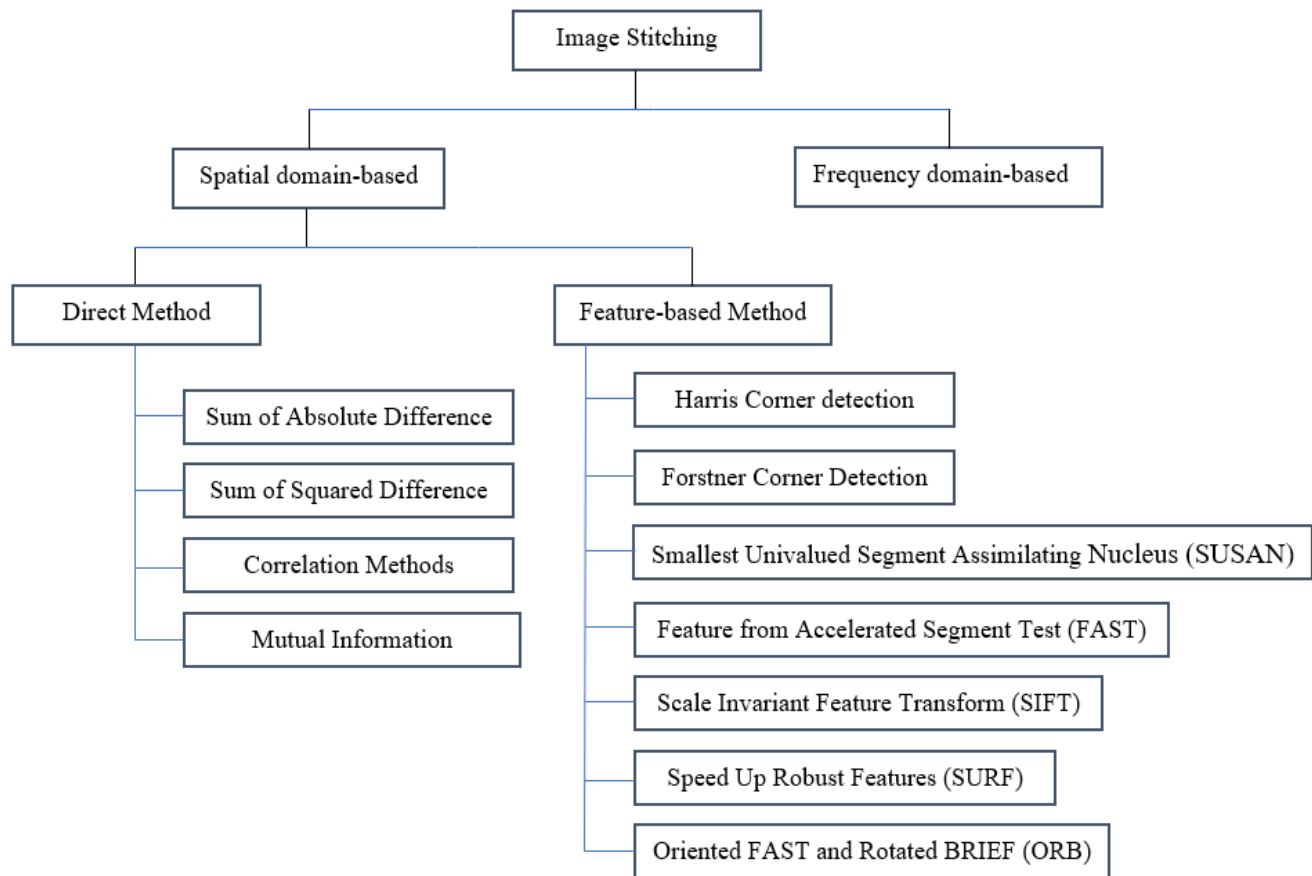 Image Stitching
Spatial domain-based
Frequency domain-based
Direct Method
Feature-based Method
Sum of Absolute Difference
Sum of Squared Difference
Correlation Methods
Mutual Information
Harris Corner detection
Forstner Corner Detection
Smallest Univalued Segment Assimilating Nucleus (SUSAN)
Feature from Accelerated Segment Test (FAST)
Scale Invariant Feature Transform (SIFT)
Speed Up Robust Features (SURF)
Oriented FAST and Rotated BRIEF (ORB)